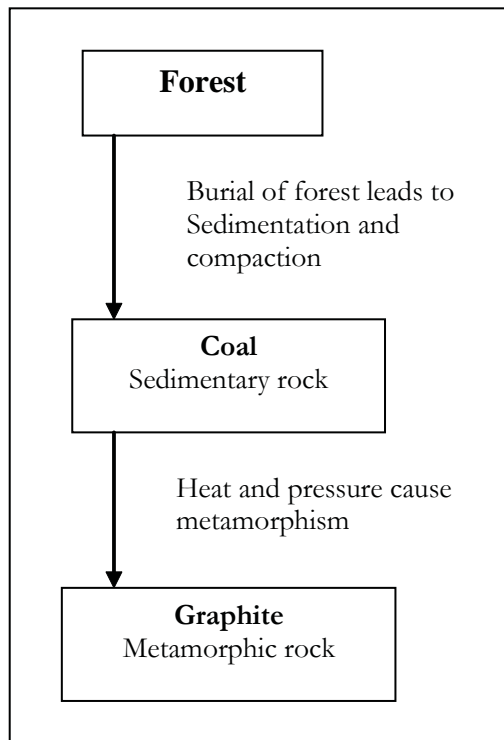 Forest
Burial of forest leads to
Sedimentation and
compaction
Coal
Sedimentary rock
Heat and pressure cause
metamorphism
Graphite
Metamorphic rock